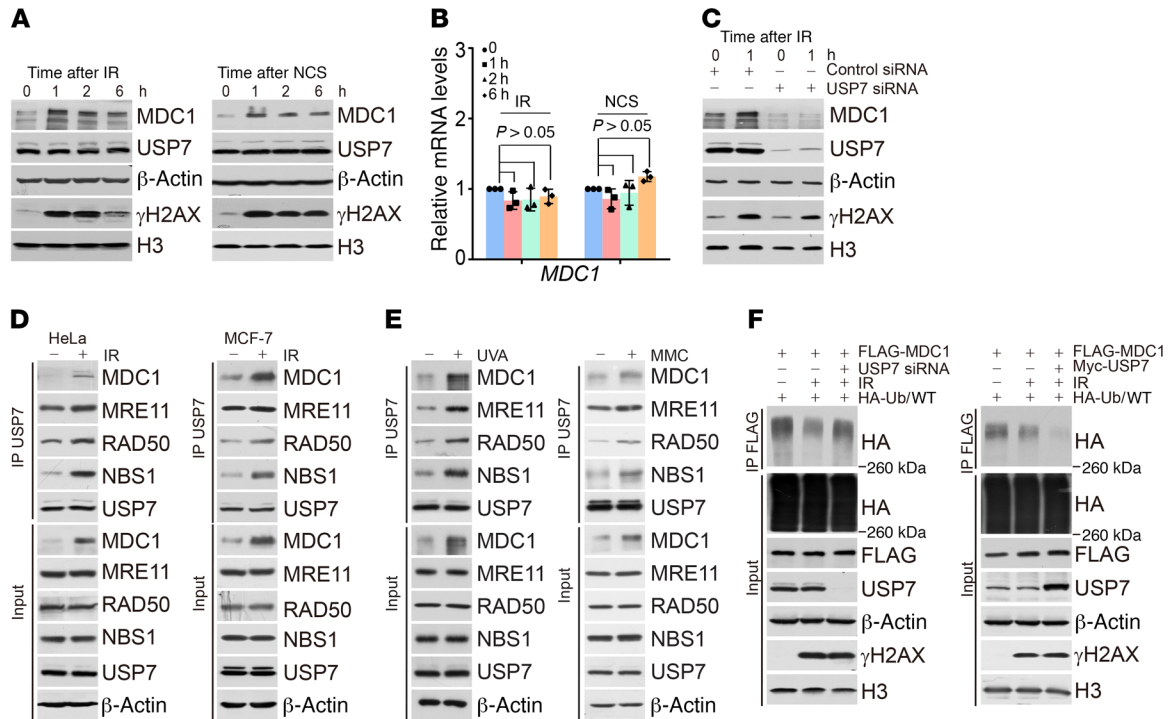 A
Time after IR
0 1 2 6 h
MDC1
USP7
β-Actin
γH2AX
H3
Time after NCS
0 1 2 6 h
MDC1
USP7
β-Actin
γH2AX
H3
B
Relative mRNA levels
3
2
1
0
0
1 h
2 h
6 h
IR
P > 0.05
NCS
P > 0.05
MDC1
C
Time after IR
0 1 0 1 h
+ + − − Control siRNA
− − + + USP7 siRNA
MDC1
USP7
β-Actin
γH2AX
H3
D
HeLa
− + IR
IP USP7
MDC1
MRE11
RAD50
NBS1
USP7
Input
MDC1
MRE11
RAD50
NBS1
USP7
β-Actin
MCF-7
− + IR
IP USP7
MDC1
MRE11
RAD50
NBS1
USP7
Input
MDC1
MRE11
RAD50
NBS1
USP7
β-Actin
E
− + UVA
IP USP7
MDC1
MRE11
RAD50
NBS1
USP7
Input
MDC1
MRE11
RAD50
NBS1
USP7
β-Actin
− + MMC
IP USP7
MDC1
MRE11
RAD50
NBS1
USP7
Input
MDC1
MRE11
RAD50
NBS1
USP7
β-Actin
F
+ + + FLAG-MDC1
− − + USP7 siRNA
− + + IR
+ + + HA-Ub/WT
IP FLAG
HA
−260 kDa
Input
HA
−260 kDa
FLAG
USP7
β-Actin
γH2AX
H3
+ + + FLAG-MDC1
− − + Myc-USP7
− + + IR
+ + + HA-Ub/WT
IP FLAG
HA
−260 kDa
Input
HA
−260 kDa
FLAG
USP7
β-Actin
γH2AX
H3